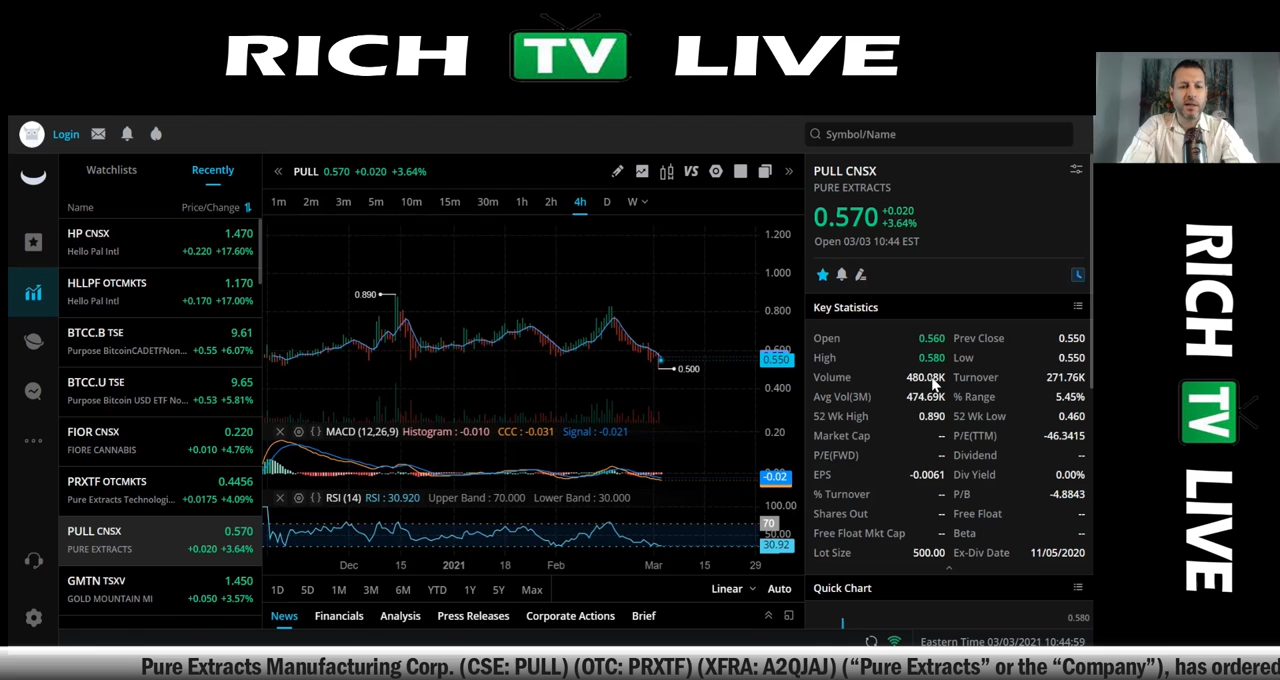 RICH TV LIVE
Login
Symbol/Name
Watchlists Recently
Name Price/Change
HP CNSX 1.470
Hello Pal Intl +0.220 +17.60%
HLLPF OTCMKTS 1.170
Hello Pal Intl +0.170 +17.00%
BTCC.B TSE 9.61
Purpose BitcoinCADETFNon... +0.55 +6.07%
BTCC.U TSE 9.65
Purpose Bitcoin USD ETF No... +0.53 +5.81%
FIOR CNSX 0.220
FIORE CANNABIS +0.010 +4.76%
PRXTF OTCMKTS 0.4456
Pure Extracts Technologi... +0.0175 +4.09%
PULL CNSX 0.570
PURE EXTRACTS +0.020 +3.64%
GMTN TSXV 1.450
GOLD MOUNTAIN MI +0.050 +3.57%
PULL 0.570 +0.020 +3.64%
VS
1m 2m 3m 5m 10m 15m 30m 1h 2h 4h D W
1.200
1.000
0.890
0.800
0.550
0.500
0.400
0.20
MACD (12,26,9) Histogram : -0.010 CCC : -0.031 Signal : -0.021
-0.02
RSI (14) RSI : 30.920 Upper Band : 70.000 Lower Band : 30.000
100.00
70
50.00
30.92
Dec 15 2021 18 Feb Mar 15 29
1D 5D 1M 3M 6M YTD 1Y 5Y Max Linear Auto
News Financials Analysis Press Releases Corporate Actions Brief
PULL CNSX
PURE EXTRACTS
0.570 +0.020
+3.64%
Open 03/03 10:44 EST
Key Statistics
Open 0.560 Prev Close 0.550
High 0.580 Low 0.550
Volume 480.08K Turnover 271.76K
Avg Vol(3M) 474.69K % Range 5.45%
52 Wk High 0.890 52 Wk Low 0.460
Market Cap -- P/E(TTM) -46.3415
P/E(FWD) -- Dividend --
EPS -0.0061 Div Yield 0.00%
% Turnover -- P/B -4.8843
Shares Out -- Free Float --
Free Float Mkt Cap -- Beta --
Lot Size 500.00 Ex-Div Date 11/05/2020
Quick Chart
0.580
Eastern Time 03/03/2021 10:44:59
RICH TV LIVE
Pure Extracts Manufacturing Corp. (CSE: PULL) (OTC: PRXTF) (XFRA: A2QJAJ) (“Pure Extracts” or the “Company”), has ordered